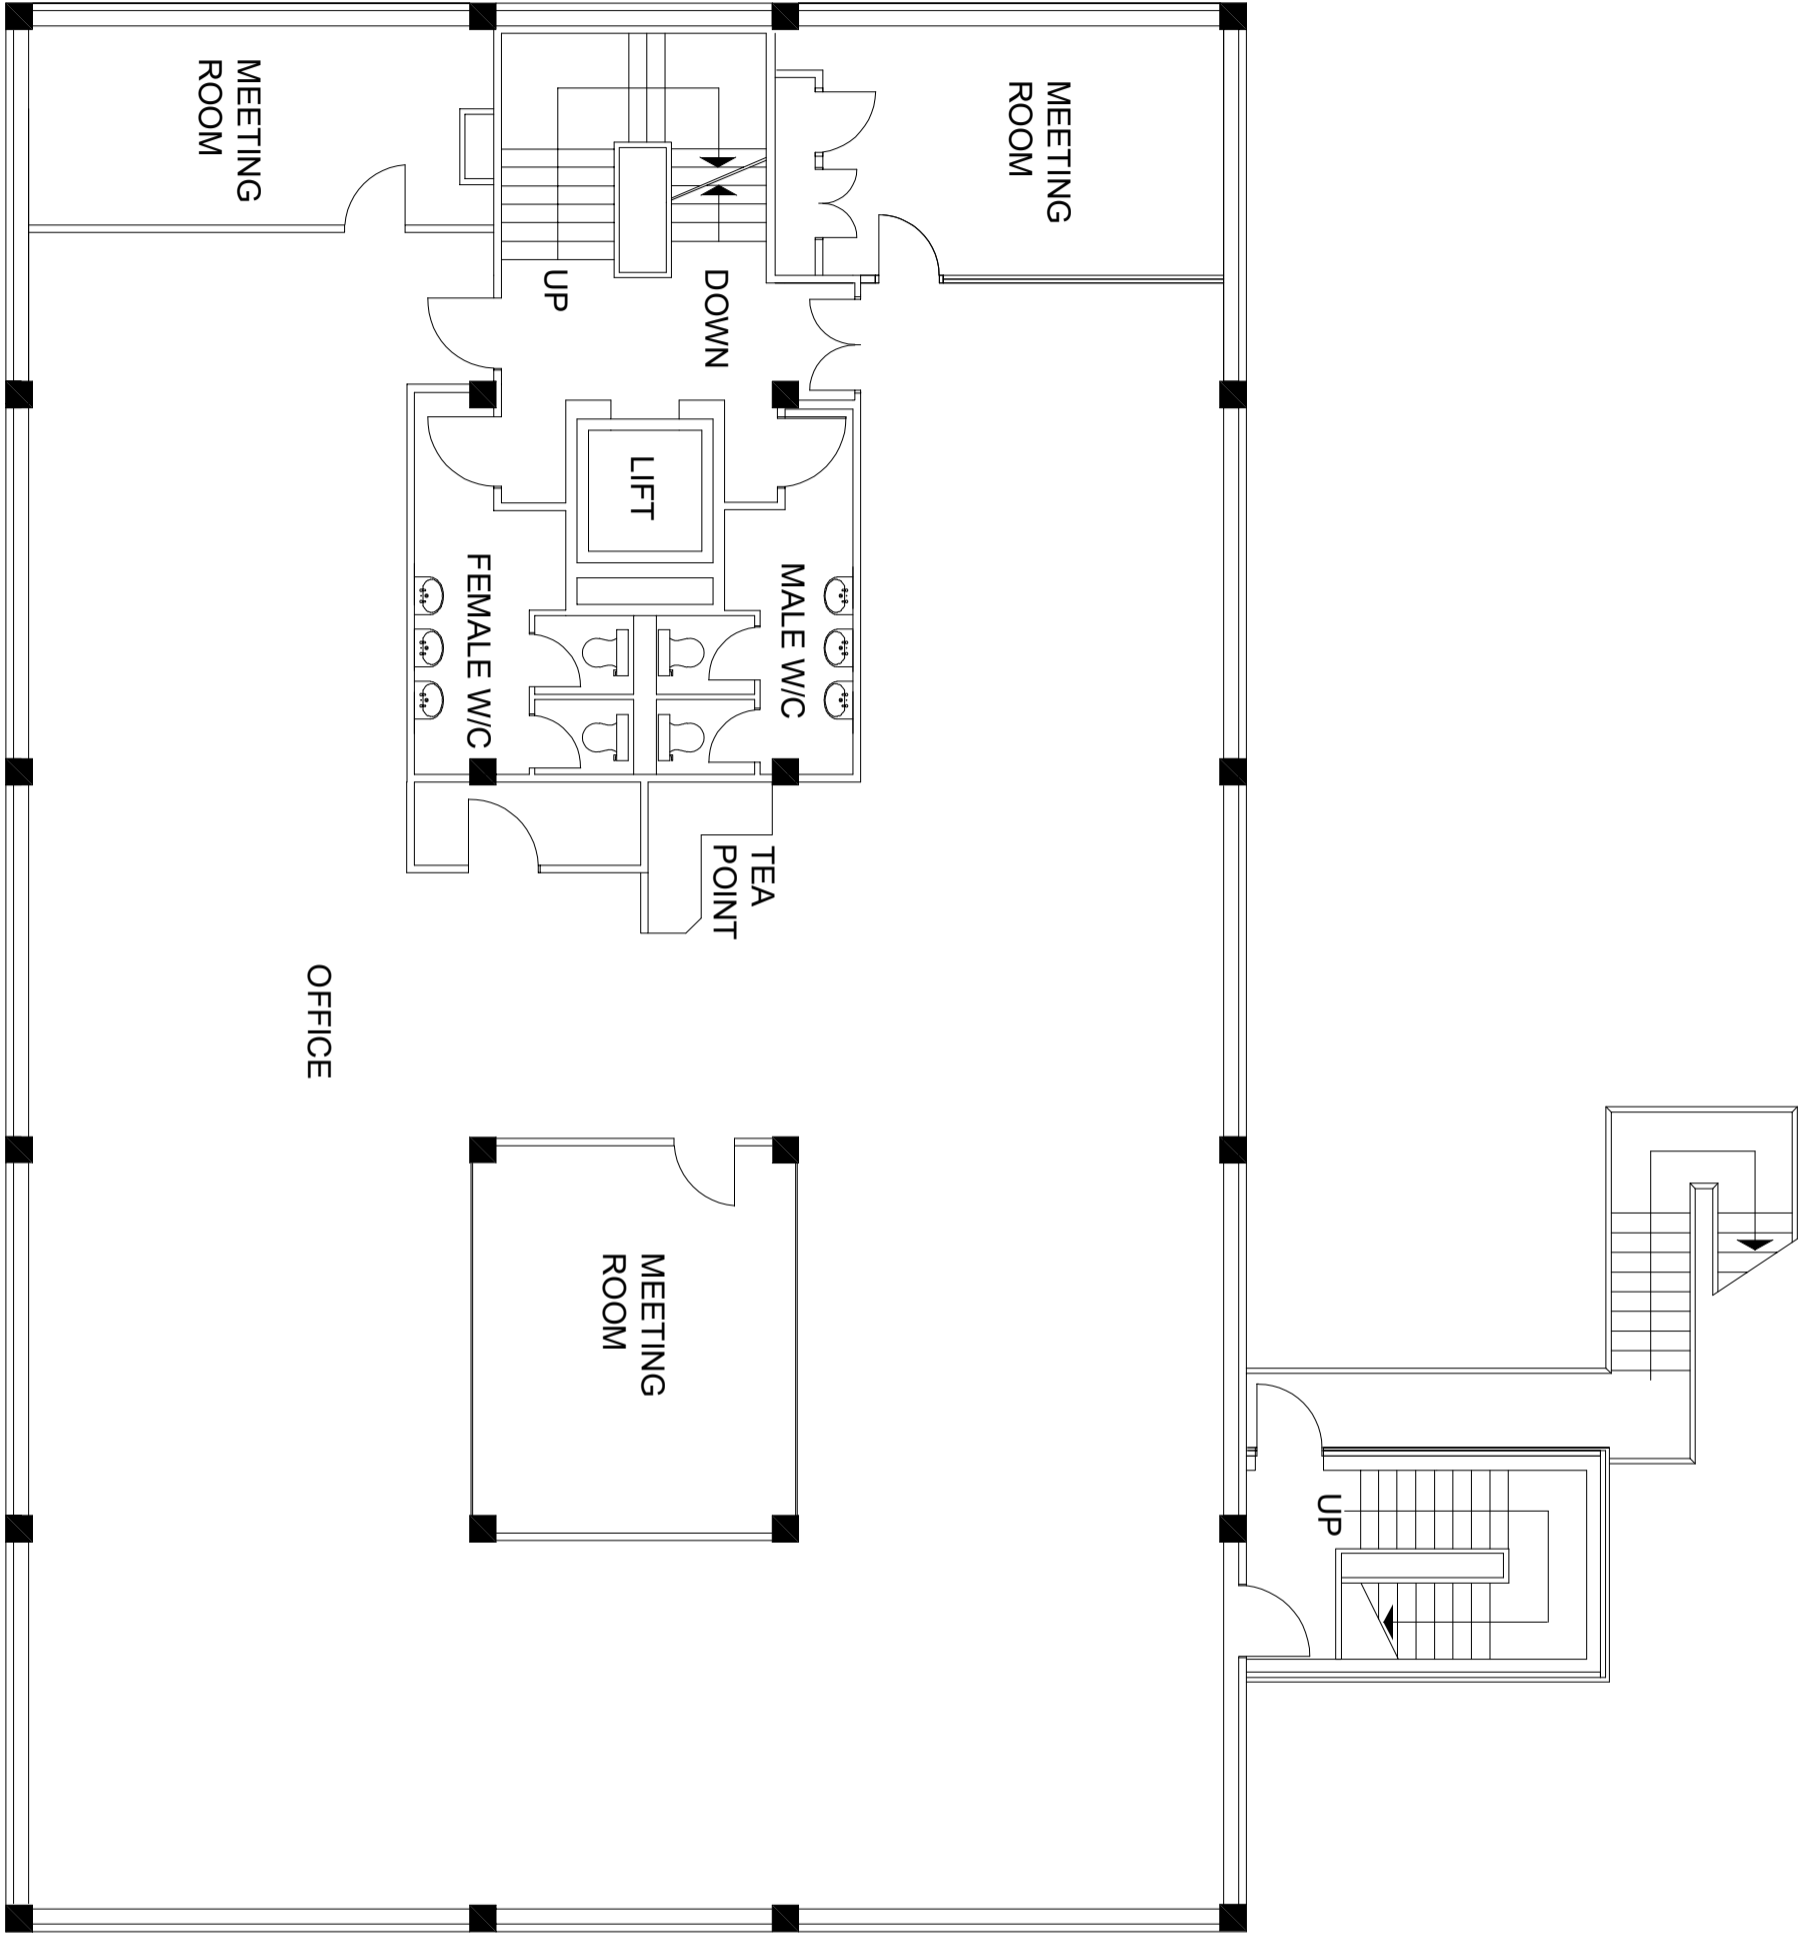 MEETING
ROOM
MEETING
ROOM
UP
DOWN
LIFT
FEMALE W/C
MALE W/C
TEA
POINT
OFFICE
MEETING
ROOM
UP